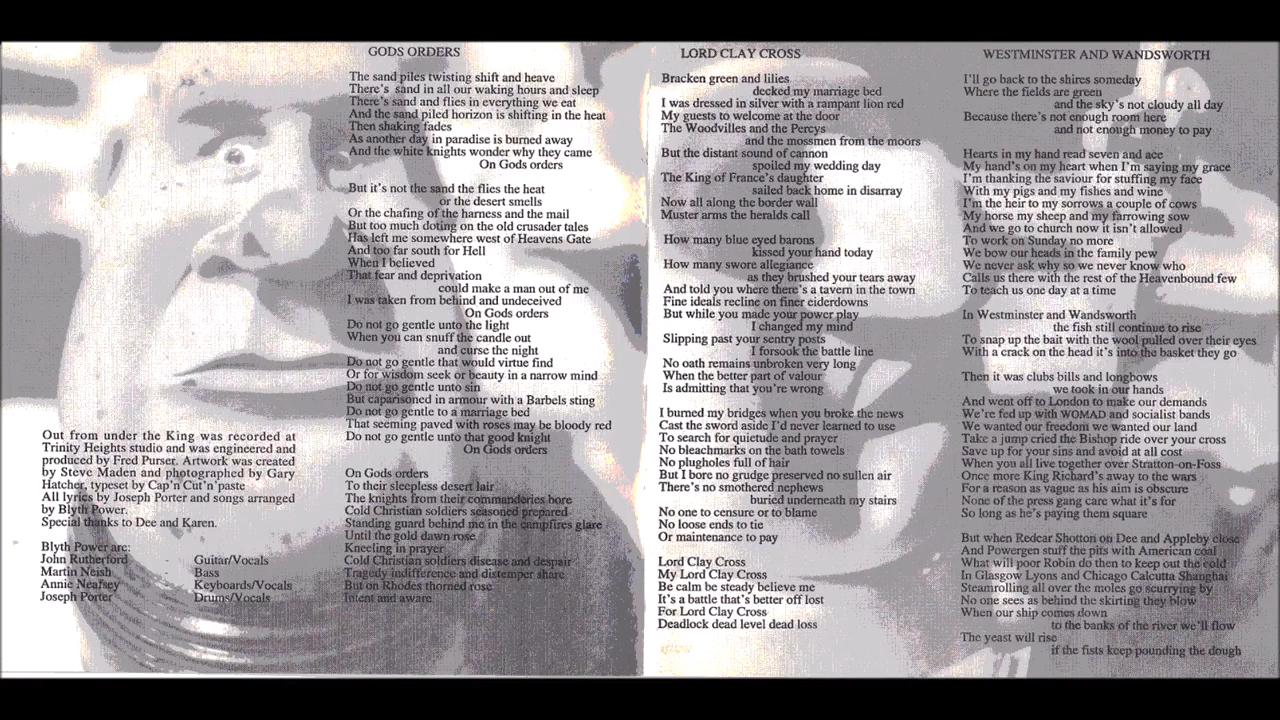 GODS ORDERS
The sand piles twisting shift and heave
There's sand in all our waking hours and sleep
There's sand and flies in everything we eat
And the sand piled horizon is shifting in the heat
Then shaking fades
As another day in paradise is burned away
And the white knights wonder why they came
On Gods orders
But it's not the sand the flies the heat
or the desert smells
Or the chafing of the harness and the mail
But too much doting on the old crusader tales
Has left me somewhere west of Heavens Gate
And too far south for Hell
When I believed
That fear and deprivation
could make a man out of me
I was taken from behind and undeceived
On Gods orders
Do not go gentle unto the light
When you can snuff the candle out
and curse the night
Do not go gentle that would virtue find
Or for wisdom seek or beauty in a narrow mind
Do not go gentle unto sin
But caparisoned in armour with a Barbels sting
Do not go gentle to a marriage bed
That seeming paved with roses may be bloody red
Do not go gentle unto that good knight
On Gods orders
On Gods orders
To their sleepless desert lair
The knights from their commanderies bore
Cold Christian soldiers seasoned prepared
Standing guard behind me in the campfires glare
Until the gold dawn rose
Kneeling in prayer
Cold Christian soldiers disease and despair
Tragedy indifference and distemper share
But on Rhodes thorned rose
Intent and aware
Out from under the King was recorded at
Trinity Heights studio and was engineered and
produced by Fred Purser. Artwork was created
by Steve Maden and photographed by Gary
Hatcher, typeset by Cap'n Cut'n'paste
All lyrics by Joseph Porter and songs arranged
by Blyth Power.
Special thanks to Dee and Karen.
Blyth Power are:
John Rutherford Guitar/Vocals
Martin Neish Bass
Annie Neafney Keyboards/Vocals
Joseph Porter Drums/Vocals
LORD CLAY CROSS
Bracken green and lilies
decked my marriage bed
I was dressed in silver with a rampant lion red
My guests to welcome at the door
The Woodvilles and the Percys
and the mossmen from the moors
But the distant sound of cannon
spoiled my wedding day
The King of France's daughter
sailed back home in disarray
Now all along the border wall
Muster arms the heralds call
How many blue eyed barons
kissed your hand today
How many swore allegiance
as they brushed your tears away
And told you where there's a tavern in the town
Fine ideals recline on finer eiderdowns
But while you made your power play
I changed my mind
Slipping past your sentry posts
I forsook the battle line
No oath remains unbroken very long
When the better part of valour
Is admitting that you're wrong
I burned my bridges when you broke the news
Cast the sword aside I'd never learned to use
To search for quietude and prayer
No bleachmarks on the bath towels
No plugholes full of hair
But I bore no grudge preserved no sullen air
There's no smothered nephews
buried underneath my stairs
No one to censure or to blame
No loose ends to tie
Or maintenance to pay
Lord Clay Cross
My Lord Clay Cross
Be calm be steady believe me
It's a battle that's better off lost
For Lord Clay Cross
Deadlock dead level dead loss
WESTMINSTER AND WANDSWORTH
I'll go back to the shires someday
Where the fields are green
and the sky's not cloudy all day
Because there's not enough room here
and not enough money to pay
Hearts in my hand read seven and ace
My hand's on my heart when I'm saying my grace
I'm thanking the saviour for stuffing my face
With my pigs and my fishes and wine
I'm the heir to my sorrows a couple of cows
My horse my sheep and my farrowing sow
And we go to church now it isn't allowed
To work on Sunday no more
We bow our heads in the family pew
We never ask why so we never know who
Calls us there with the rest of the Heavenbound few
To teach us one day at a time
In Westminster and Wandsworth
the fish still continue to rise
To snap up the bait with the wool pulled over their eyes
With a crack on the head it's into the basket they go
Then it was clubs bills and longbows
we took in our hands
And went off to London to make our demands
We're fed up with WOMAD and socialist bands
We wanted our freedom we wanted our land
Take a jump cried the Bishop ride over your cross
Save up for your sins and avoid at all cost
When you all live together over Stratton-on-Foss
Once more King Richard's away to the wars
For a reason as vague as his aim is obscure
None of the press gang care what it's for
So long as he's paying them square
But when Redcar Shotton on Dee and Appleby close
And Powergen stuff the pits with American coal
What will poor Robin do then to keep out the cold
In Glasgow Lyons and Chicago Calcutta Shanghai
Steamrolling all over the moles go scurrying by
No one sees as behind the skirting they blow
When our ship comes down
to the banks of the river we'll flow
The yeast will rise
if the fists keep pounding the dough